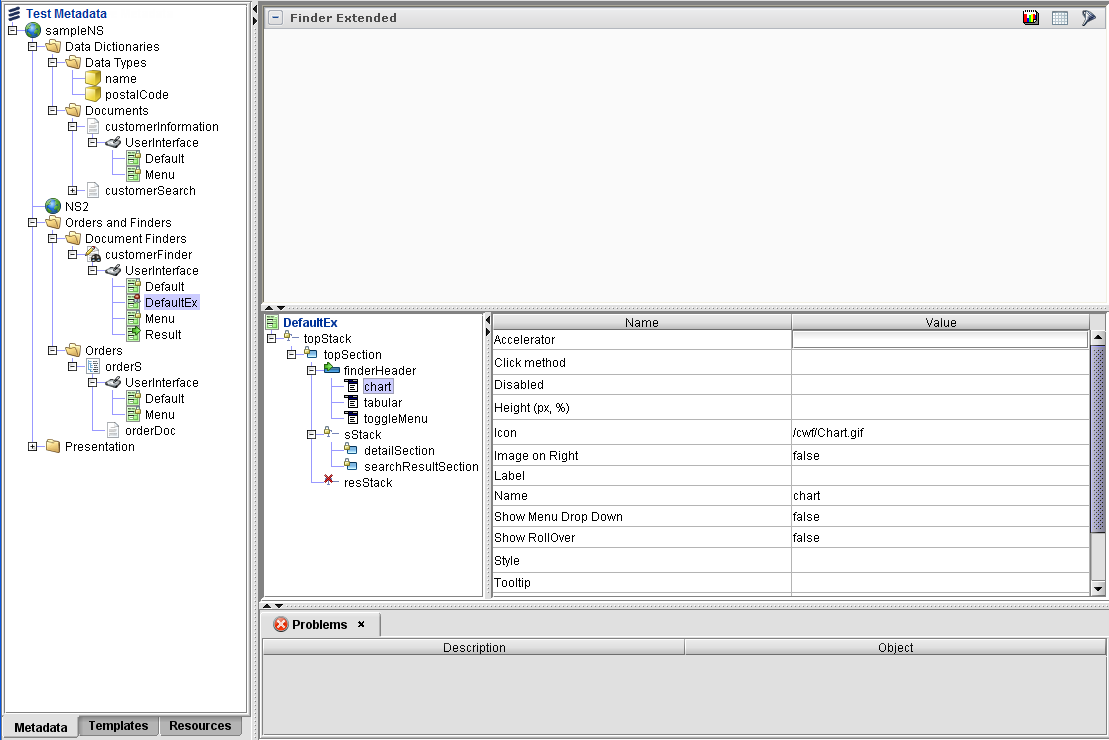 Test Metadata
sampleNS
Data Dictionaries
Data Types
name
postalCode
Documents
customerInformation
UserInterface
Default
Menu
customerSearch
NS2
Orders and Finders
Document Finders
customerFinder
UserInterface
Default
DefaultEx
Menu
Result
Orders
orderS
UserInterface
Default
Menu
orderDoc
Presentation
Metadata Templates Resources
Finder Extended
DefaultEx
topStack
topSection
finderHeader
chart
tabular
toggleMenu
sStack
detailSection
searchResultSection
resStack
Name Value
Accelerator
Click method
Disabled
Height (px, %)
Icon /cwf/Chart.gif
Image on Right false
Label
Name chart
Show Menu Drop Down false
Show RollOver false
Style
Tooltip
Problems ×
Description Object